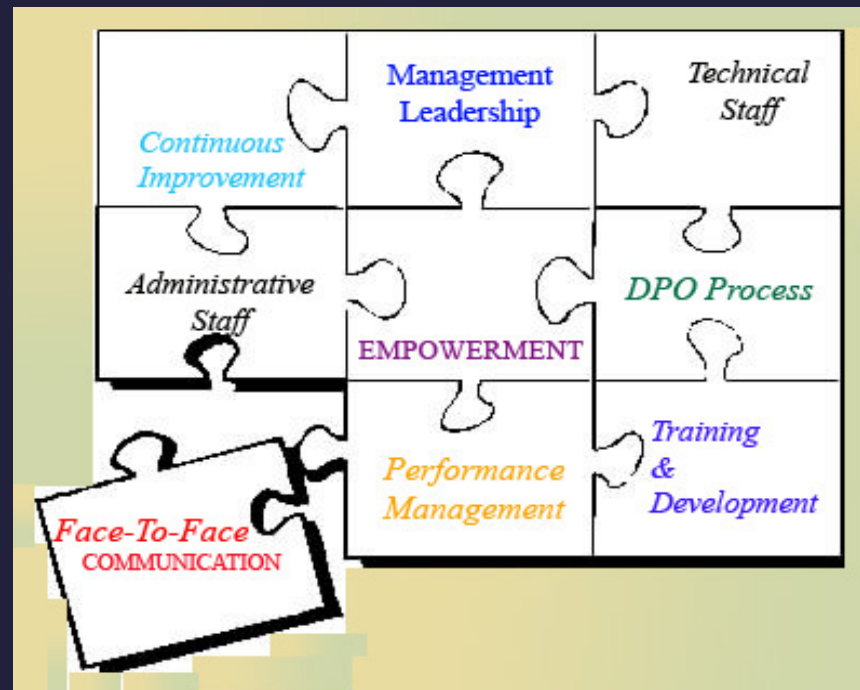 Management
Leadership
Technical
Staff
Continuous
Improvement
Administrative
Staff
EMPOWERMENT
DPO Process
Face-To-Face
COMMUNICATION
Performance
Management
Training
&
Development